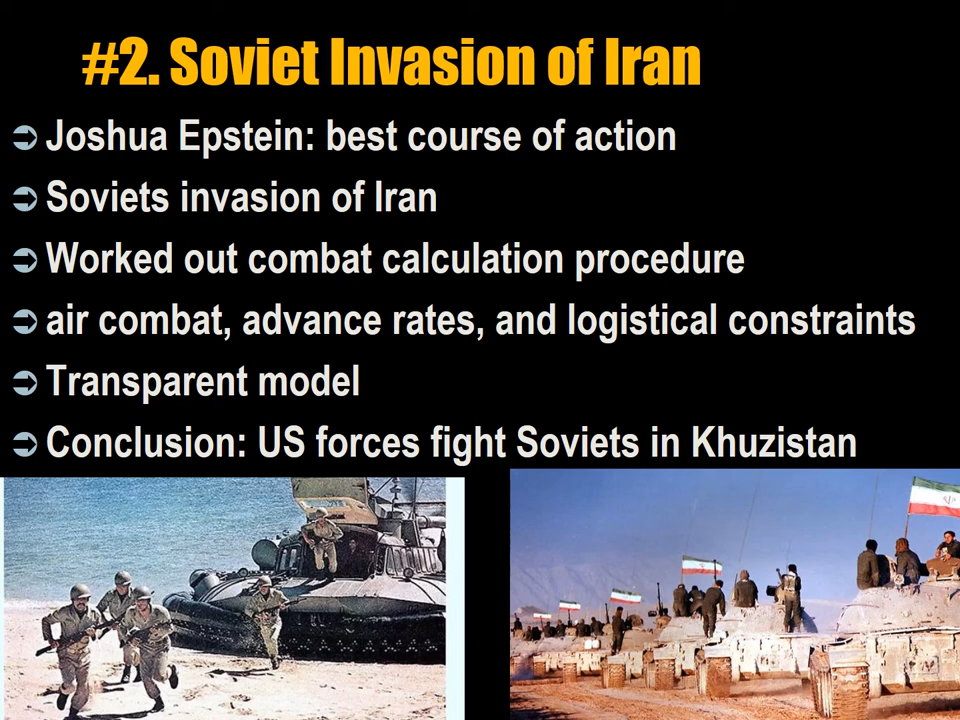 #2. Soviet Invasion of Iran
Joshua Epstein: best course of action
Soviets invasion of Iran
Worked out combat calculation procedure
air combat, advance rates, and logistical constraints
Transparent model
Conclusion: US forces fight Soviets in Khuzistan